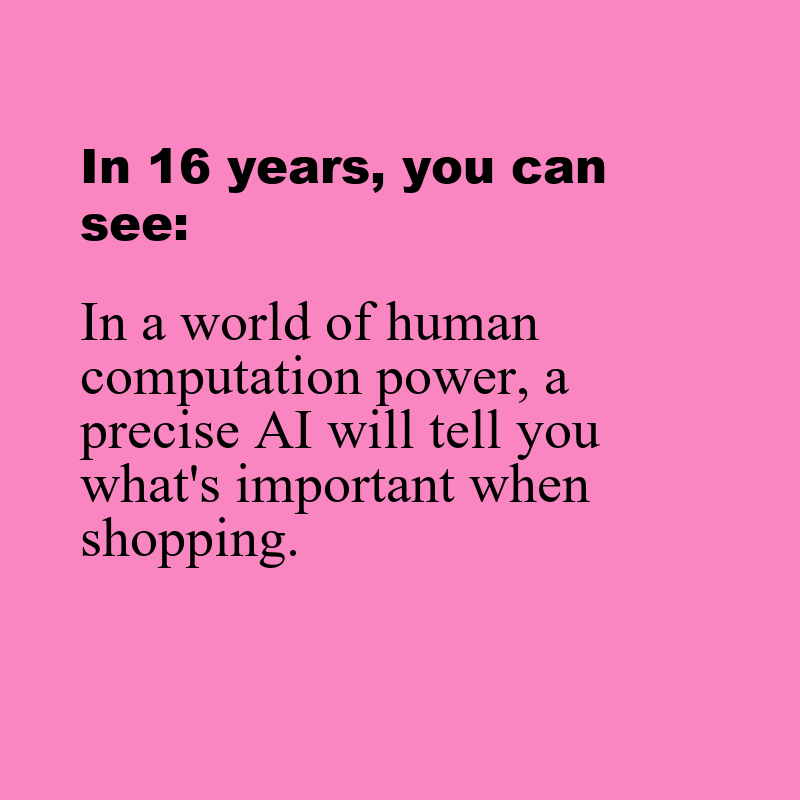 In 16 years, you can
see:
In a world of human
computation power, a
precise AI will tell you
what's important when
shopping.